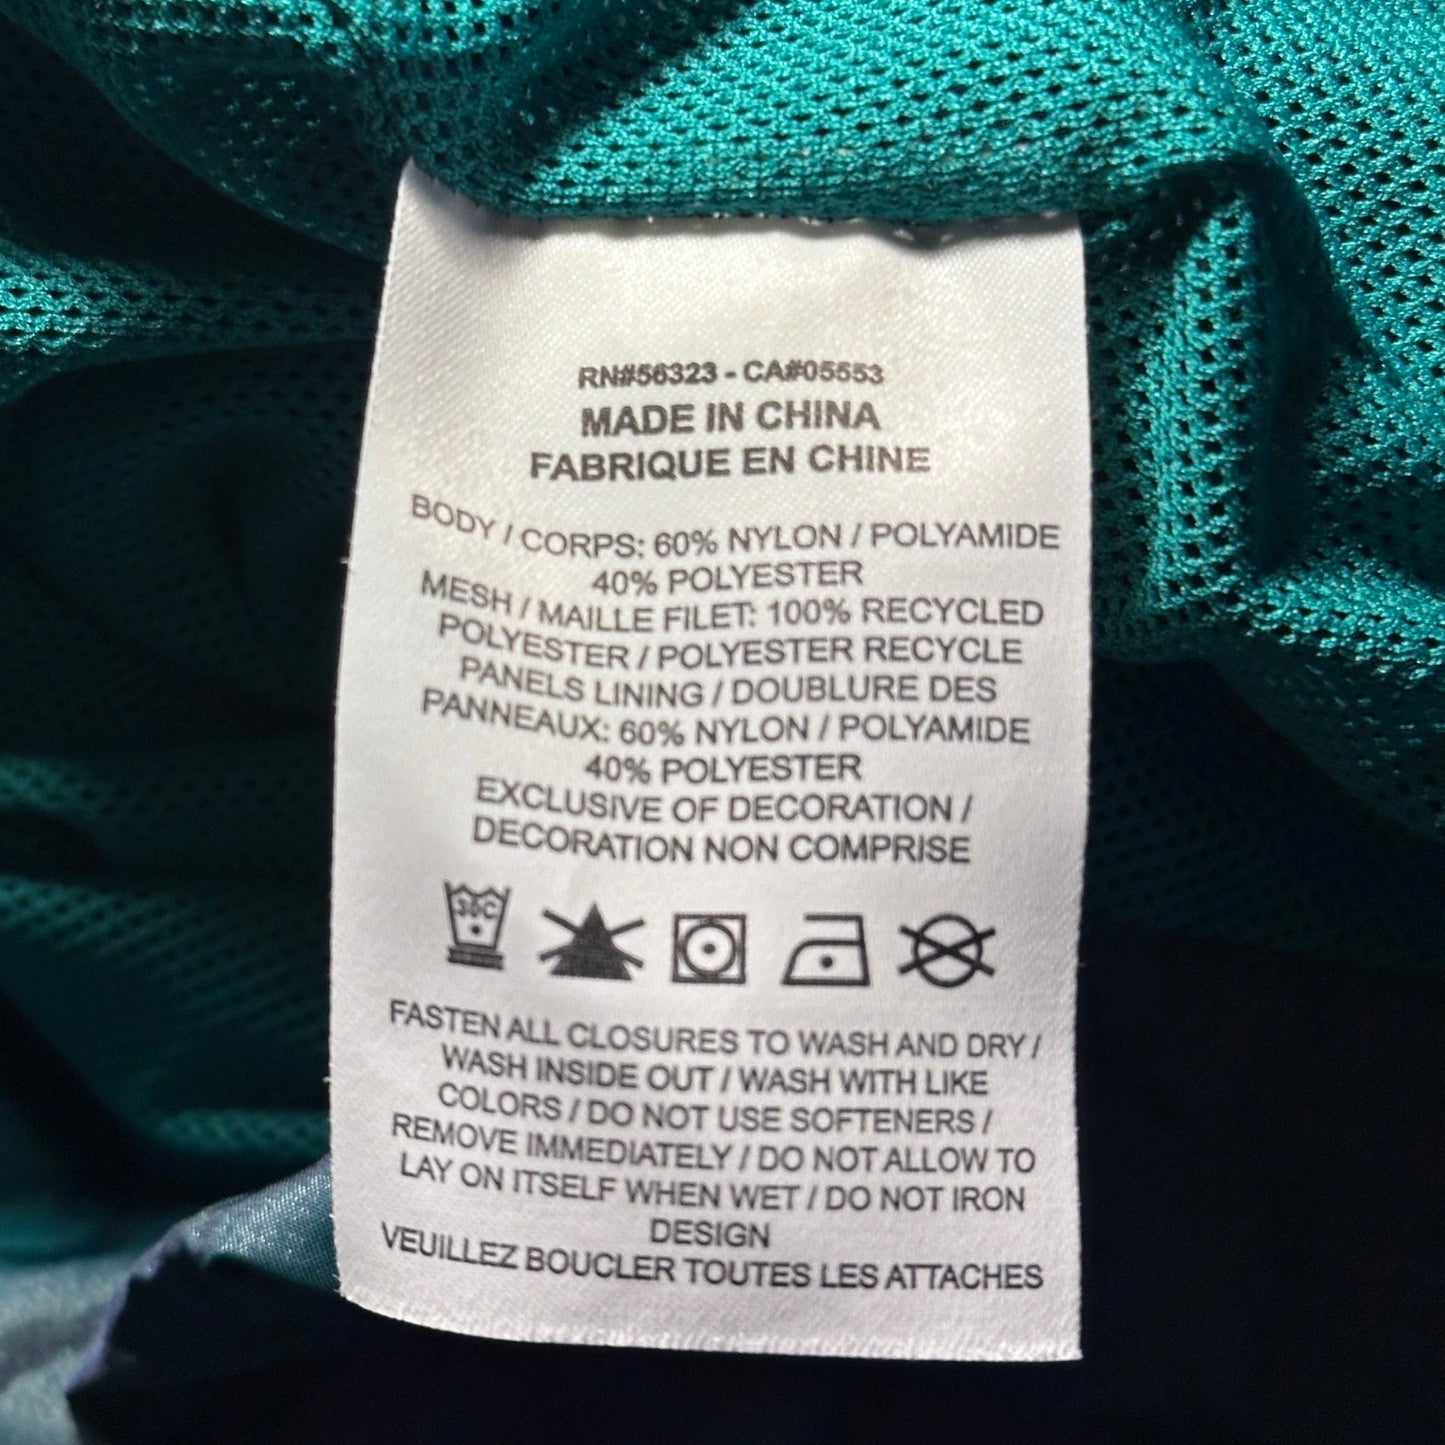 RN#56323 - CA#05553
MADE IN CHINA
FABRIQUE EN CHINE
BODY / CORPS: 60% NYLON / POLYAMIDE
40% POLYESTER
MESH / MAILLE FILET: 100% RECYCLED
POLYESTER / POLYESTER RECYCLE
PANELS LINING / DOUBLURE DES
PANNEAUX: 60% NYLON / POLYAMIDE
40% POLYESTER
EXCLUSIVE OF DECORATION /
DECORATION NON COMPRISE
30C
FASTEN ALL CLOSURES TO WASH AND DRY /
WASH INSIDE OUT / WASH WITH LIKE
COLORS / DO NOT USE SOFTENERS /
REMOVE IMMEDIATELY / DO NOT ALLOW TO
LAY ON ITSELF WHEN WET / DO NOT IRON
DESIGN
VEUILLEZ BOUCLER TOUTES LES ATTACHES